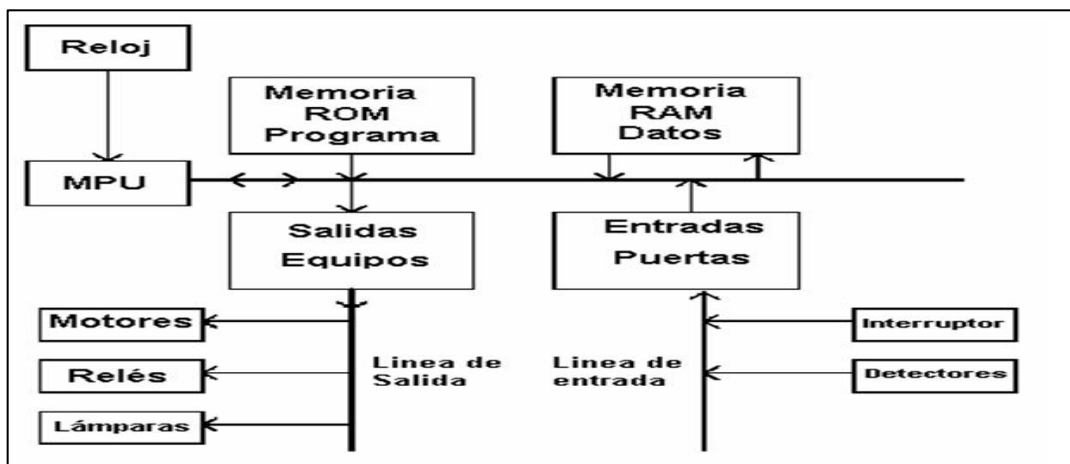 Reloj
Memoria
ROM
Programa
Memoria
RAM
Datos
MPU
Salidas
Equipos
Entradas
Puertas
Motores
Relés
Lámparas
Linea de
Salida
Linea de
entrada
Interruptor
Detectores